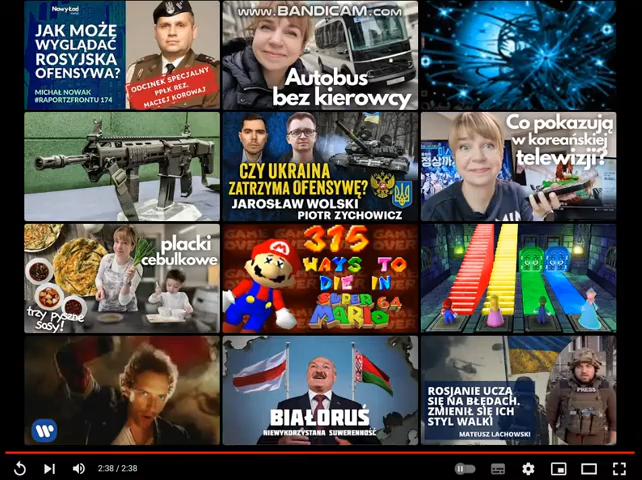 Nowy Ład
JAK MOŻE
WYGLĄDAĆ
ROSYJSKA
OFENSYWA?
MICHAŁ NOWAK
#RAPORTZFRONTU 174
ODCINEK SPECJALNY
PPŁK REZ.
MACIEJ KOROWAJ
www.BANDICAM.com
Autobus
bez kierowcy
CZY UKRAINA
ZATRZYMA OFENSYWĘ?
JAROSŁAW WOLSKI
PIOTR ZYCHOWICZ
Co pokazują
w koreańskiej
telewizji?
placki
cebulkowe
trzy pyszne
sosy!
GAME OVER
315
WAYS TO
DIE IN
SUPER
MARIO 64
W
BIAŁORUŚ
NIEWYKORZYSTANA SUWERENNOŚĆ
ROSJANIE UCZĄ
SIĘ NA BŁĘDACH.
ZMIENIŁ SIĘ ICH
STYL WALKI
MATEUSZ LACHOWSKI
PRESS
2:38 / 2:38